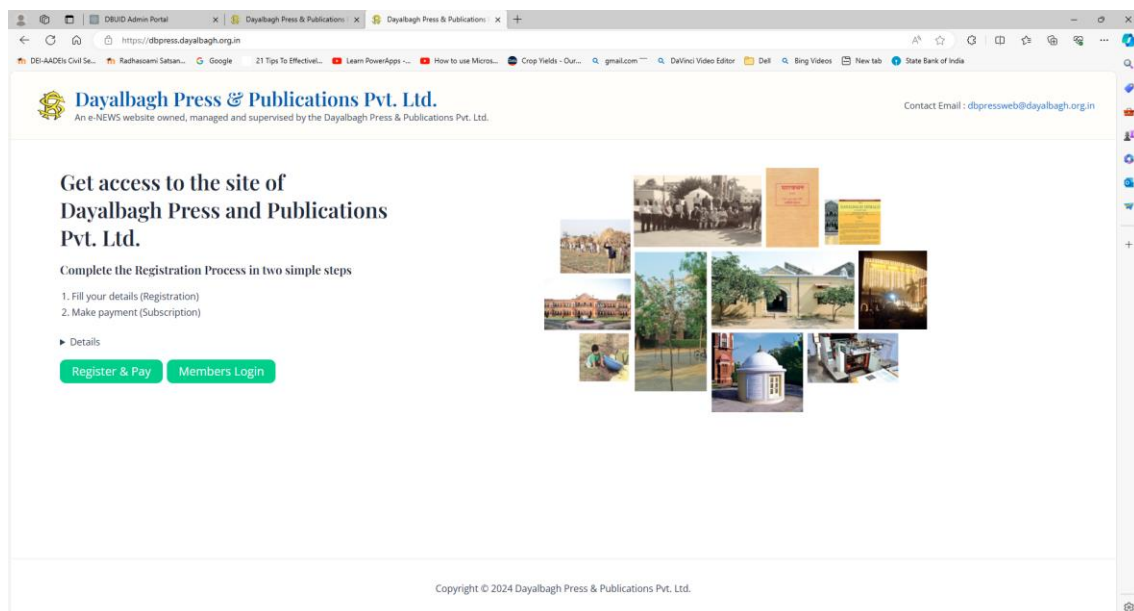 DBUID Admin Portal
Dayalbagh Press & Publications
Dayalbagh Press & Publications
https://dbpress.dayalbagh.org.in
DEI-AADEIs Civil Se...
Radhasoami Satsan...
Google
21 Tips To Effectivel...
Learn PowerApps -...
How to use Micros...
Crop Yields - Our...
gmail.com
DaVinci Video Editor
Dell
Bing Videos
New tab
State Bank of India
Dayalbagh Press & Publications Pvt. Ltd.
An e-NEWS website owned, managed and supervised by the Dayalbagh Press & Publications Pvt. Ltd.
Contact Email : dbpressweb@dayalbagh.org.in
Get access to the site of
Dayalbagh Press and Publications
Pvt. Ltd.
Complete the Registration Process in two simple steps
1. Fill your details (Registration)
2. Make payment (Subscription)
▶ Details
Register & Pay
Members Login
Copyright © 2024 Dayalbagh Press & Publications Pvt. Ltd.